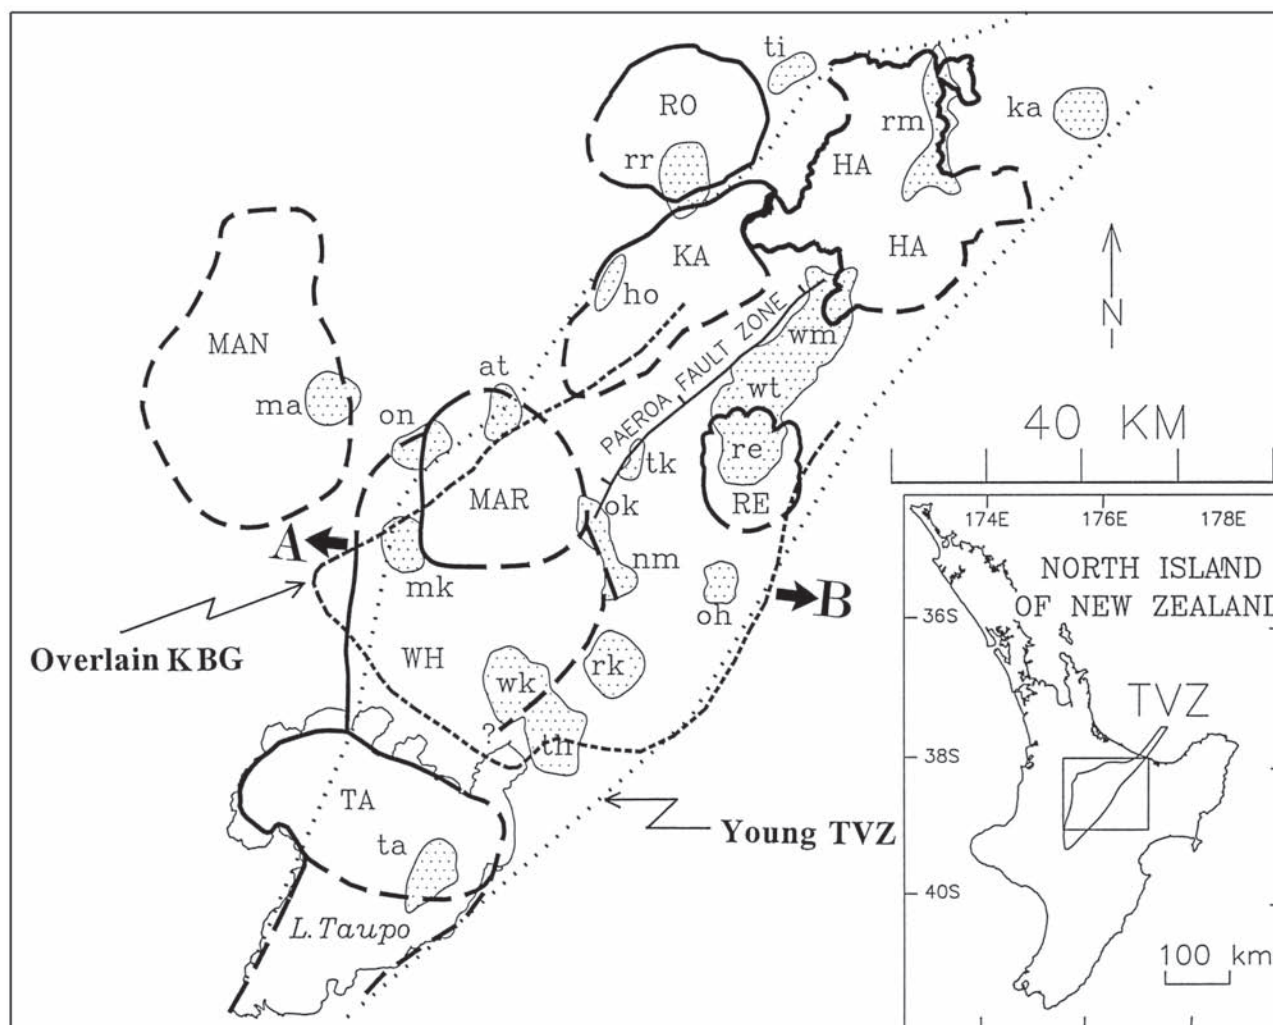 ti
RO
rm
ka
rr
HA
HA
KA
ho
N
MAN
PAEROA FAULT ZONE
wm
at
wt
ma
on
40 KM
re
tk
MAR
ok
RE
174E 176E 178E
A
nm
NORTH ISLAND
mk
B
OF NEW ZEALAND
oh
36S
Overlain KBG
WH
rk
wk
TVZ
?
th
38S
TA
Young TVZ
ta
40S
L.Taupo
100 km